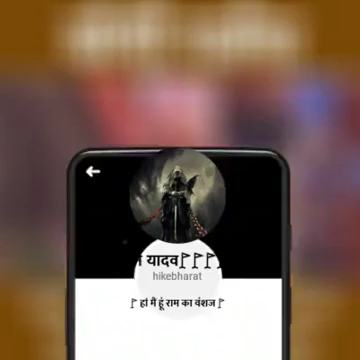 यादव
hikebharat
हां मैं हूं राम का वंशज